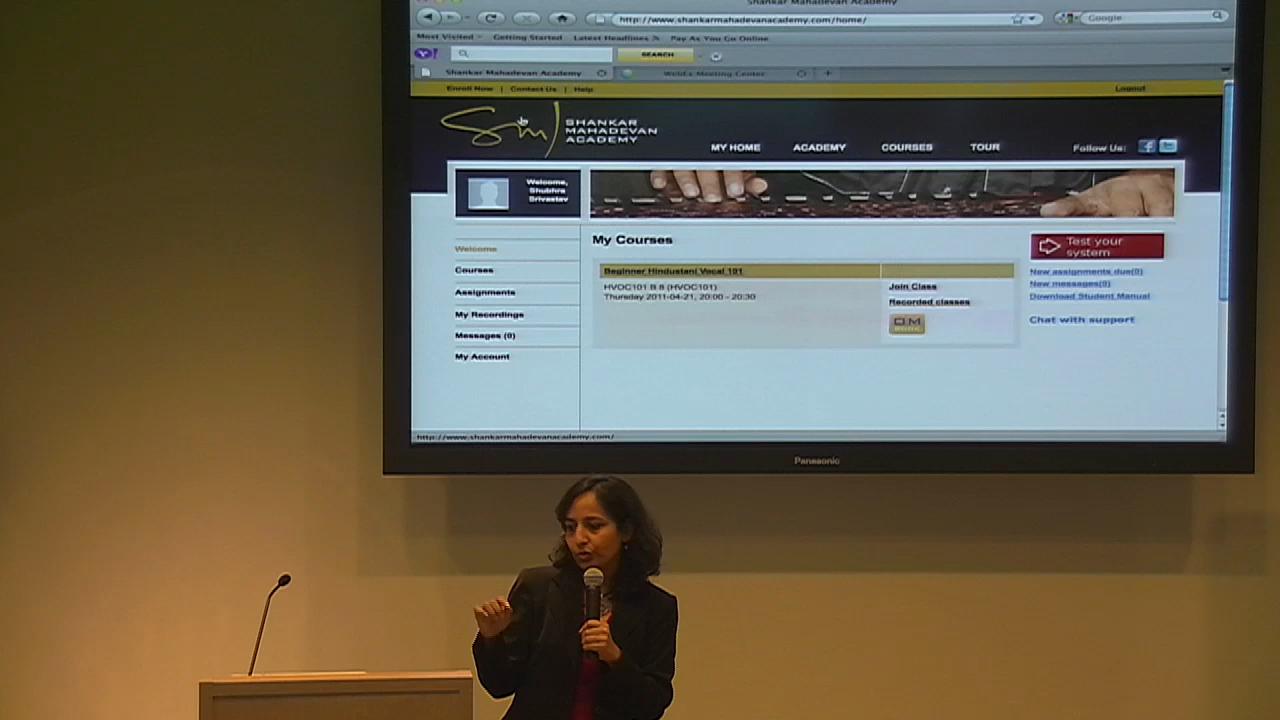 Shankar Mahadevan Academy
http://www.shankarmahadevanacademy.com/home/
Google
Most Visited Getting Started Latest Headlines Pay As You Go Online
Y!
SEARCH
Shankar Mahadevan Academy
WebEx Meeting Center
Enroll Now | Contact Us | Help
Logout
Sm)
SHANKAR
MAHADEVAN
ACADEMY
MY HOME ACADEMY COURSES TOUR Follow Us:
Welcome,
Shubhra
Srivastav
Welcome
Courses
Assignments
My Recordings
Messages (0)
My Account
My Courses
Beginner Hindustani Vocal 101
HVOC101 B 8 (HVOC101)
Thursday 2011-04-21, 20:00 - 20:30
Join Class
Recorded classes
OM
BOOK
Test your
system
New assignments due(0)
New messages(0)
Download Student Manual
Chat with support
http://www.shankarmahadevanacademy.com/
Panasonic